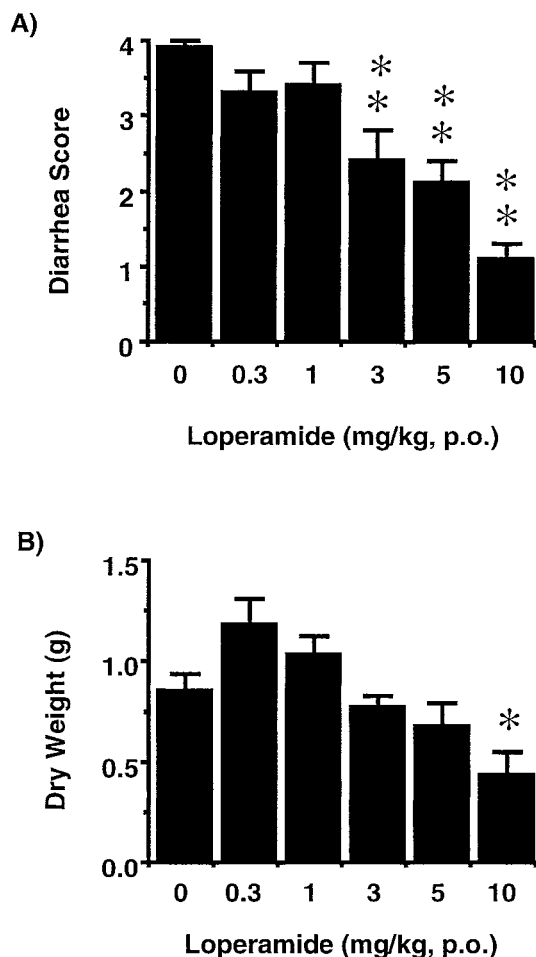 A)
Diarrhea Score
4
3
2
1
0
* *
* *
* *
0 0.3 1 3 5 10
Loperamide (mg/kg, p.o.)
B)
Dry Weight (g)
1.5
1.0
0.5
0.0
*
0 0.3 1 3 5 10
Loperamide (mg/kg, p.o.)